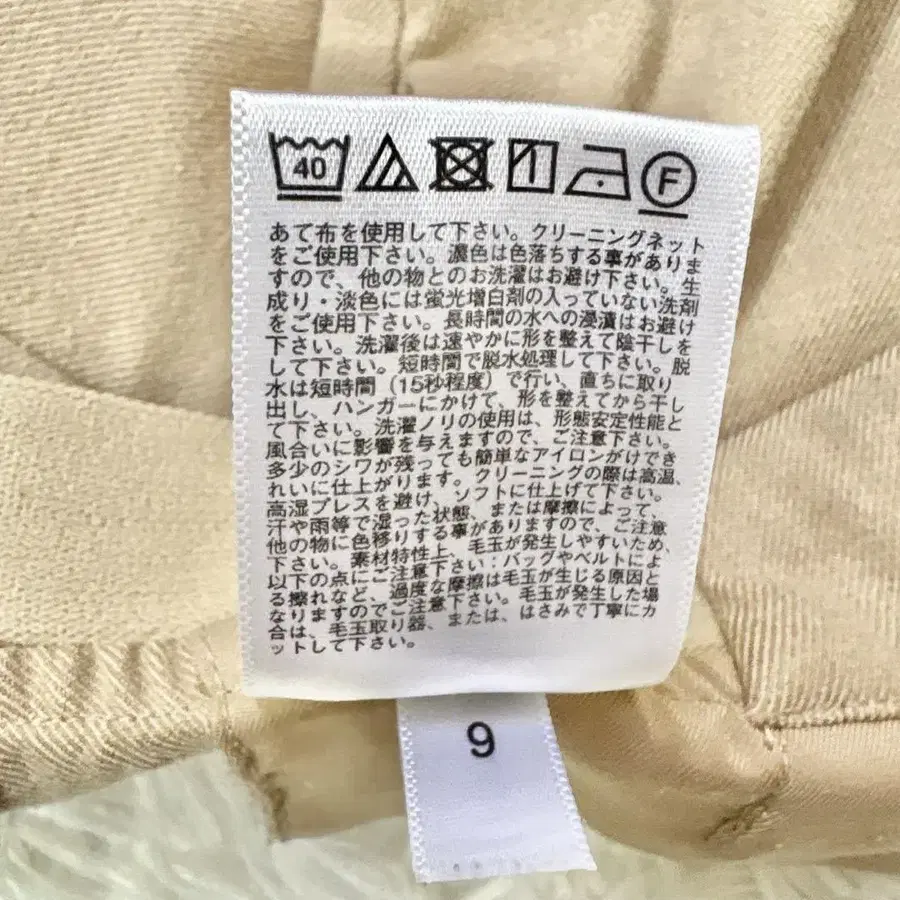 40
F
あて布を使用して下さい。クリーニングネット
をご使用下さい。濃色は色落ちする事がありま
すので、他の物とのお洗濯はお避け下さい。生
成り・淡色には蛍光増白剤の入っていない洗剤
をご使用下さい。長時間の水への浸漬はお避け
下さい。洗濯後は速やかに形を整えて陰干しを
して下さい。短時間で脱水処理して下さい。脱
水は短時間（15秒程度）で行い、直ちに取り
出し、ハンガーにかけて、形を整えてから干し
て下さい。洗濯ノリの使用は、形態安定性能と
風合いに影響を与えますので、ご注意下さい。
多少のシワが残っても簡単なアイロンがけでき
れいに仕上がります。クリーニングの際は高温、
高湿プレスを避け、ソフトに仕上げて下さい。
汗や雨等で湿った状態、または摩擦によって、
他の物に色移りする事がありますので、ご注意
下さい。素材特性上、毛玉が発生しやすいため、
以下の点にご注意下さい：バッグやベルトによ
る擦れなど、過度な摩擦は毛玉が生じる原因と
なりますのでご注意下さい。毛玉が発生した場
合は、毛玉取り器、または、はさみで丁寧にカ
ットして下さい。
9